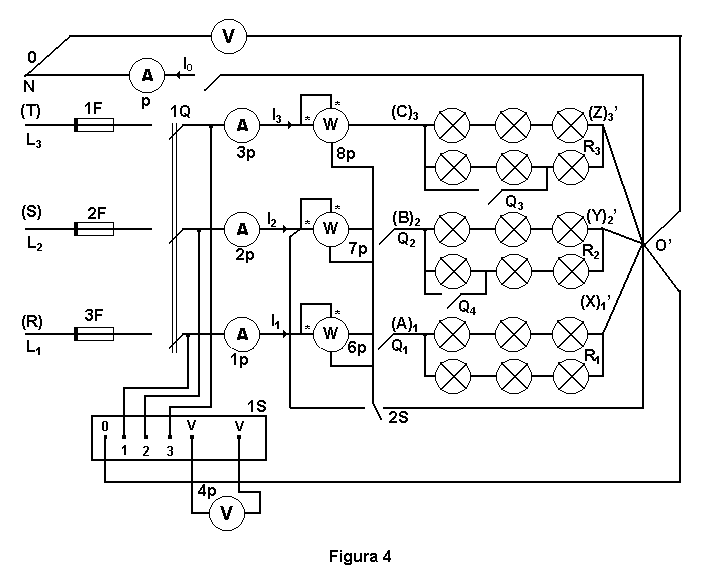 V
0
N
A
p
I0
(T)
L3
1F
1Q
A
3p
I3
*
*
W
8p
(C)3
(Z)3'
R3
Q3
(S)
L2
2F
A
2p
I2
*
*
W
7p
(B)2
Q2
(Y)2'
R2
Q4
O'
(R)
L1
3F
A
1p
I1
*
*
W
6p
(A)1
Q1
(X)1'
R1
2S
1S
0 1 2 3 V V
4p
V
Figura 4